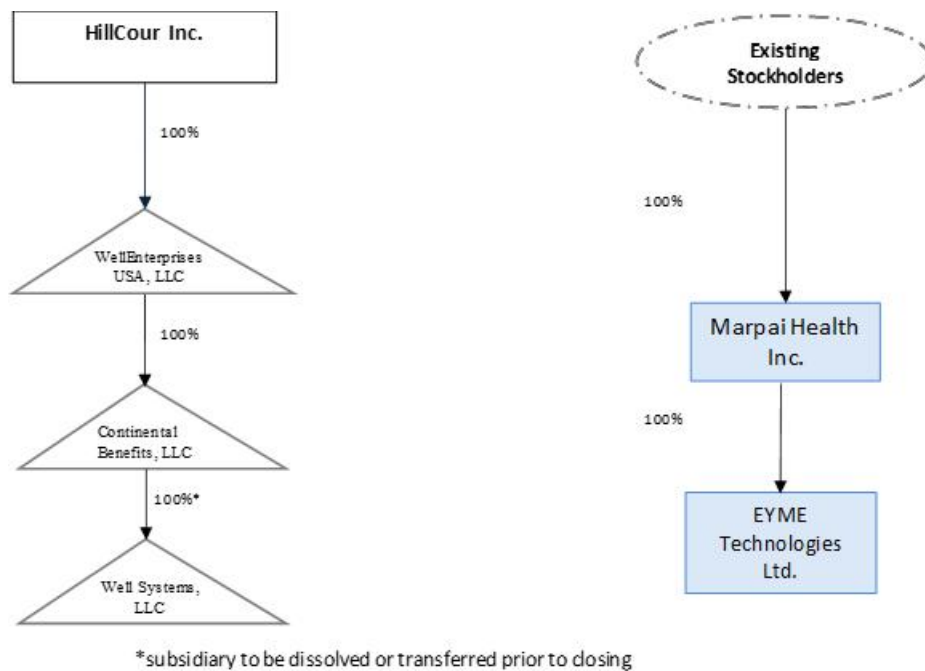 HillCour Inc.
100%
WellEnterprises
USA, LLC
100%
Continental
Benefits, LLC
100%*
Well Systems,
LLC
Existing
Stockholders
100%
Marpai Health
Inc.
100%
EYME
Technologies
Ltd.
*subsidiary to be dissolved or transferred prior to closing